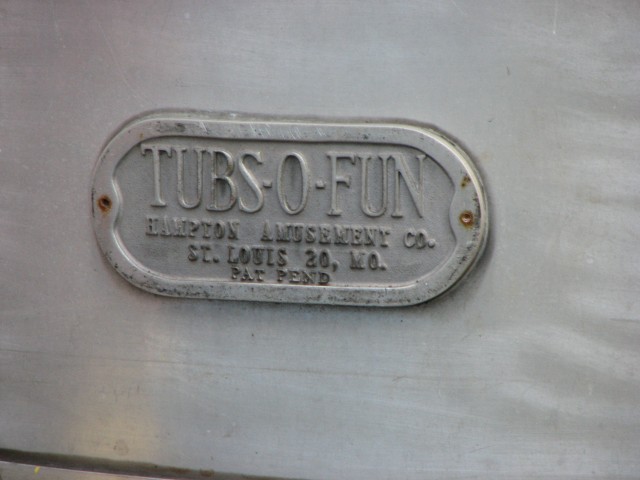 TUBS-O-FUN
HAMPTON AMUSEMENT CO.
ST. LOUIS 20, MO.
PAT PEND